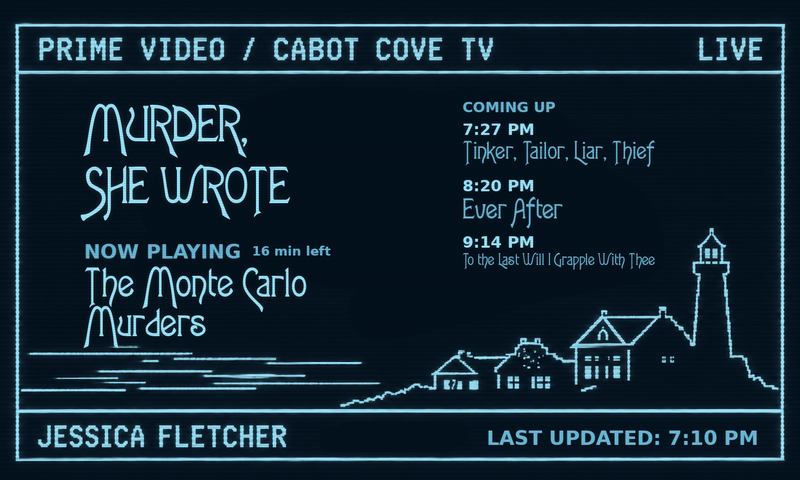 PRIME VIDEO / CABOT COVE TV
LIVE
MURDER,
SHE WROTE
NOW PLAYING 16 min left
The Monte Carlo
Murders
COMING UP
7:27 PM
Tinker, Tailor, Liar, Thief
8:20 PM
Ever After
9:14 PM
To the Last Will I Grapple With Thee
JESSICA FLETCHER
LAST UPDATED: 7:10 PM